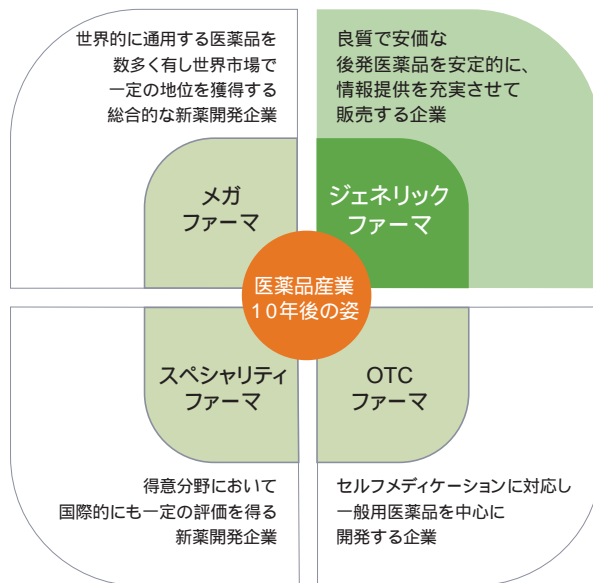 世界的に通用する医薬品を
数多く有し世界市場で
一定の地位を獲得する
総合的な新薬開発企業
メガ
ファーマ
良質で安価な
後発医薬品を安定的に、
情報提供を充実させて
販売する企業
ジェネリック
ファーマ
医薬品産業
10年後の姿
スペシャリティ
ファーマ
得意分野において
国際的にも一定の評価を得る
新薬開発企業
OTC
ファーマ
セルフメディケーションに対応し
一般用医薬品を中心に
開発する企業